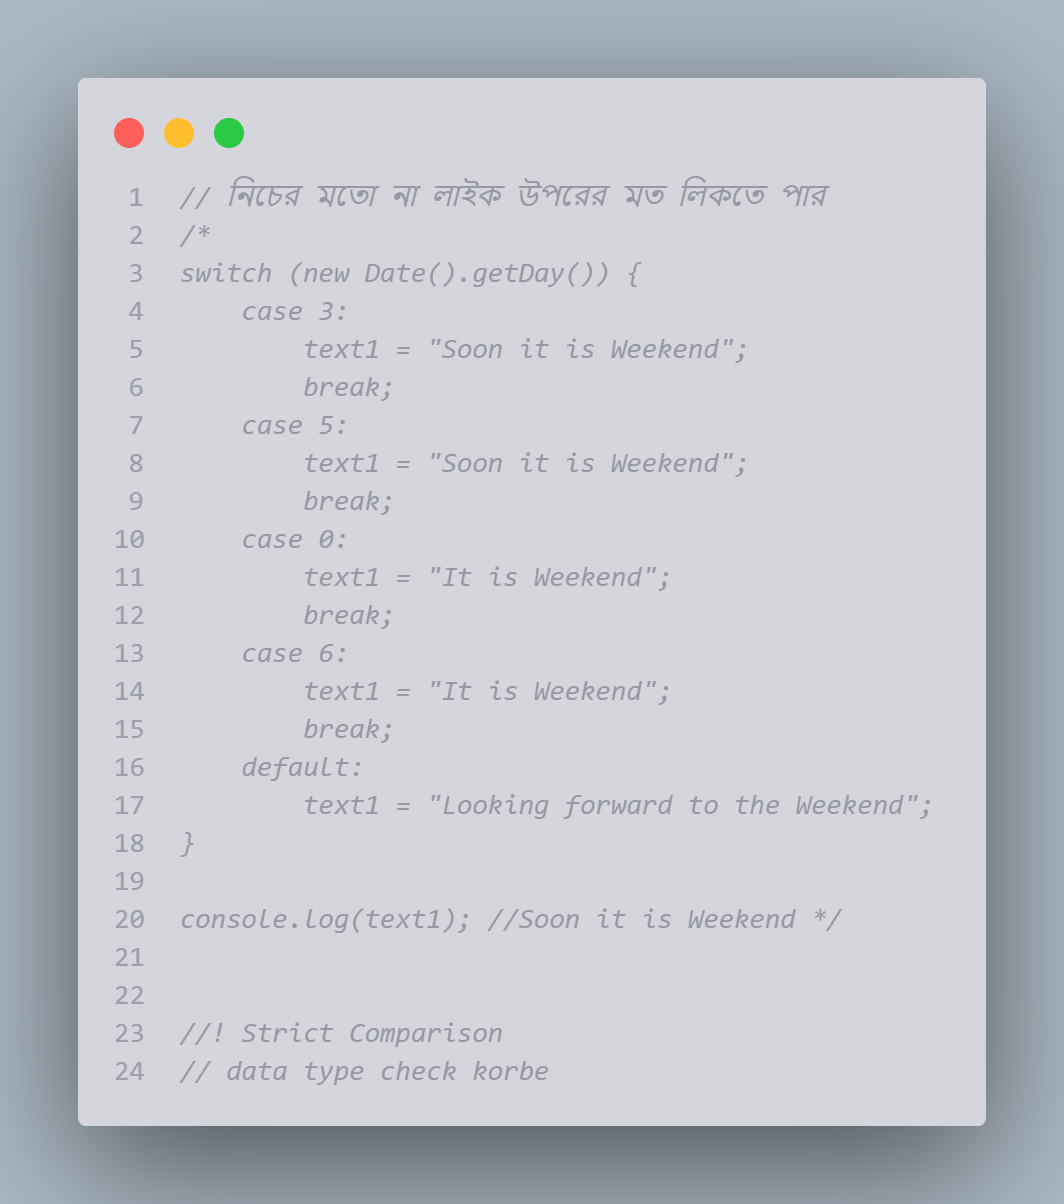 1 // নিচের মতো না লাইক উপরের মত লিকতে পার
2 /*
3 switch (new Date().getDay()) {
4     case 3:
5         text1 = "Soon it is Weekend";
6         break;
7     case 5:
8         text1 = "Soon it is Weekend";
9         break;
10     case 0:
11         text1 = "It is Weekend";
12         break;
13     case 6:
14         text1 = "It is Weekend";
15         break;
16     default:
17         text1 = "Looking forward to the Weekend";
18 }
19
20 console.log(text1); //Soon it is Weekend */
21
22
23 //! Strict Comparison
24 // data type check korbe